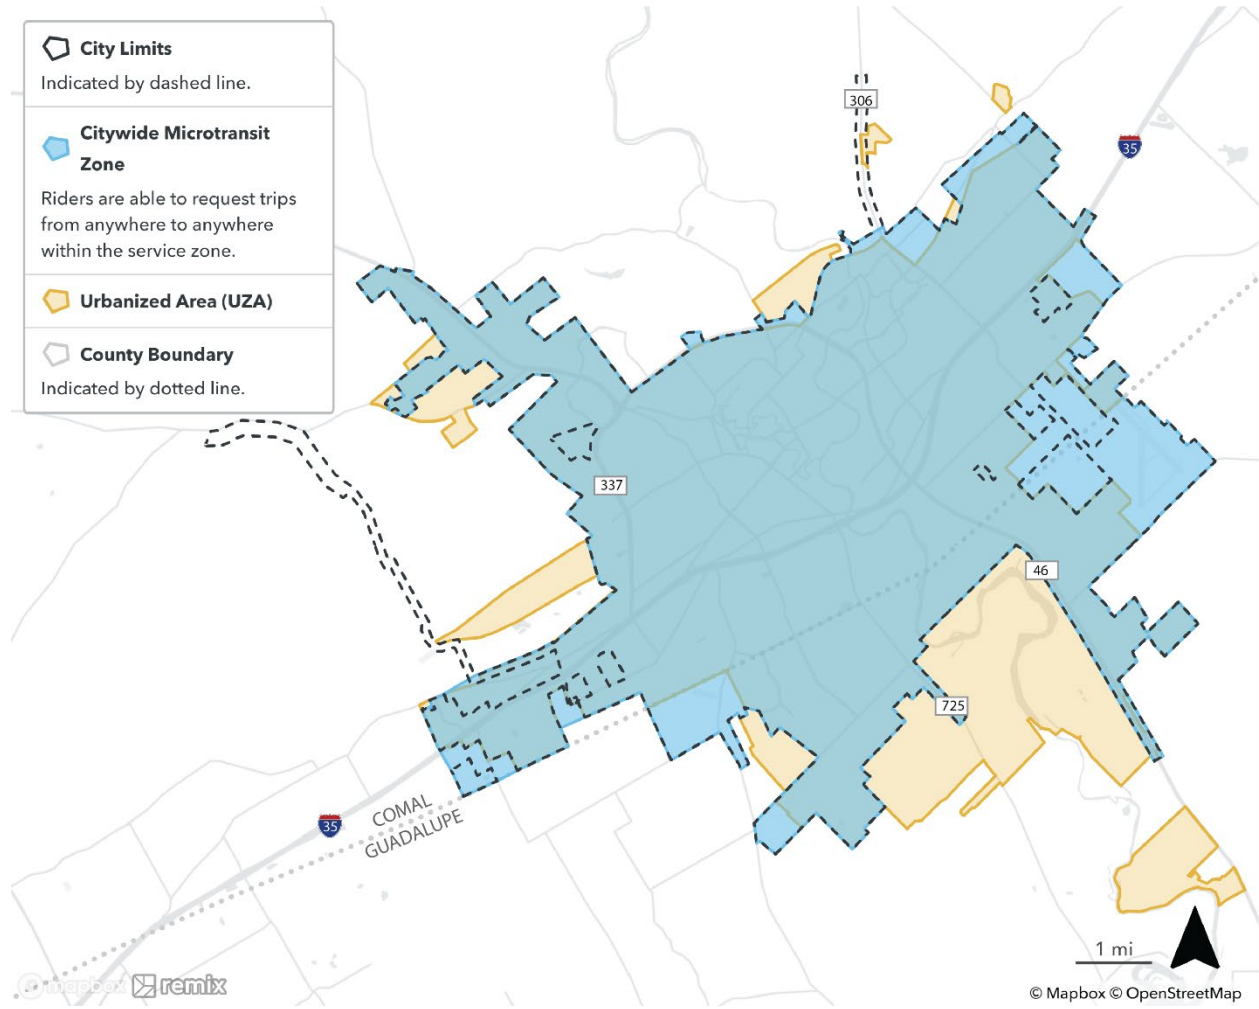 City Limits
Indicated by dashed line.
Citywide Microtransit
Zone
Riders are able to request trips
from anywhere to anywhere
within the service zone.
Urbanized Area (UZA)
County Boundary
Indicated by dotted line.
306
35
337
46
725
35
COMAL
GUADALUPE
1 mi
mapbox remix
© Mapbox © OpenStreetMap